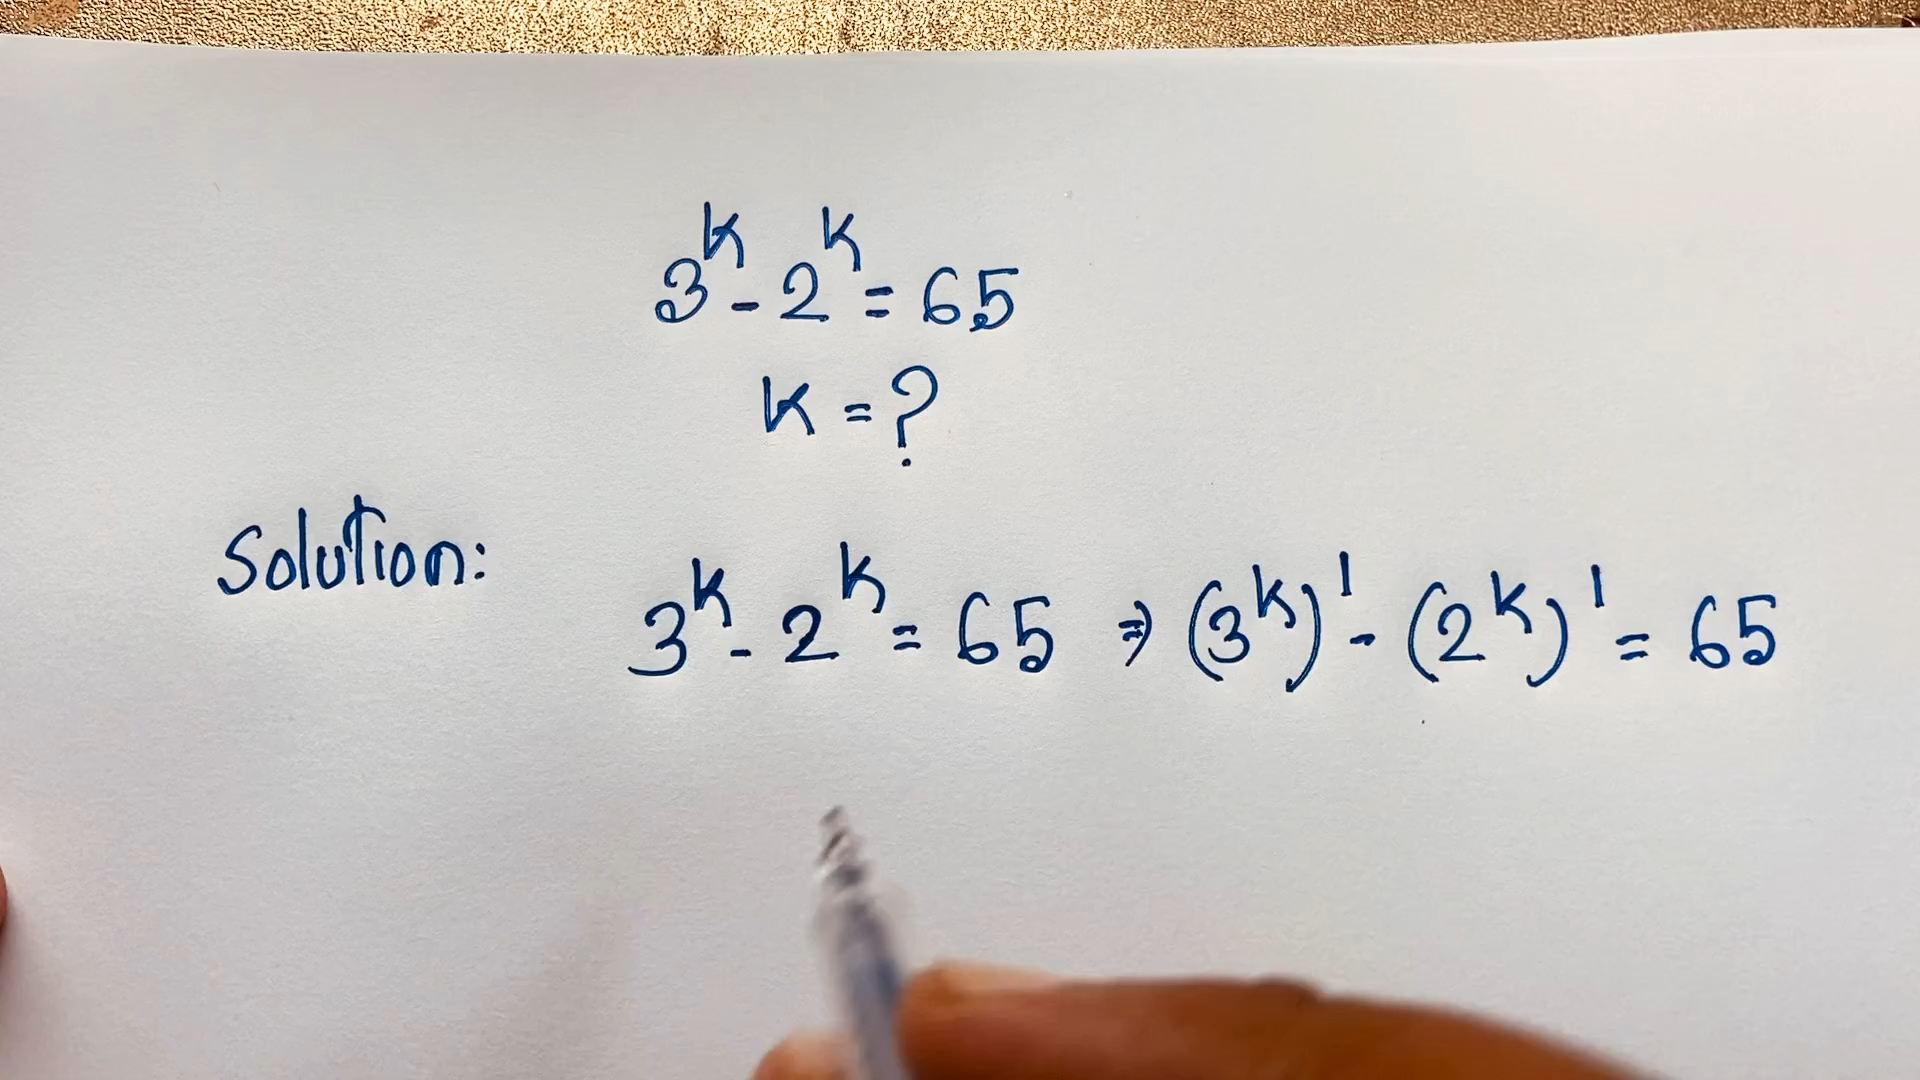 3^k - 2^k = 65
k = ?
Solution: 3^k - 2^k = 65 ⇒ (3^k)^1 - (2^k)^1 = 65